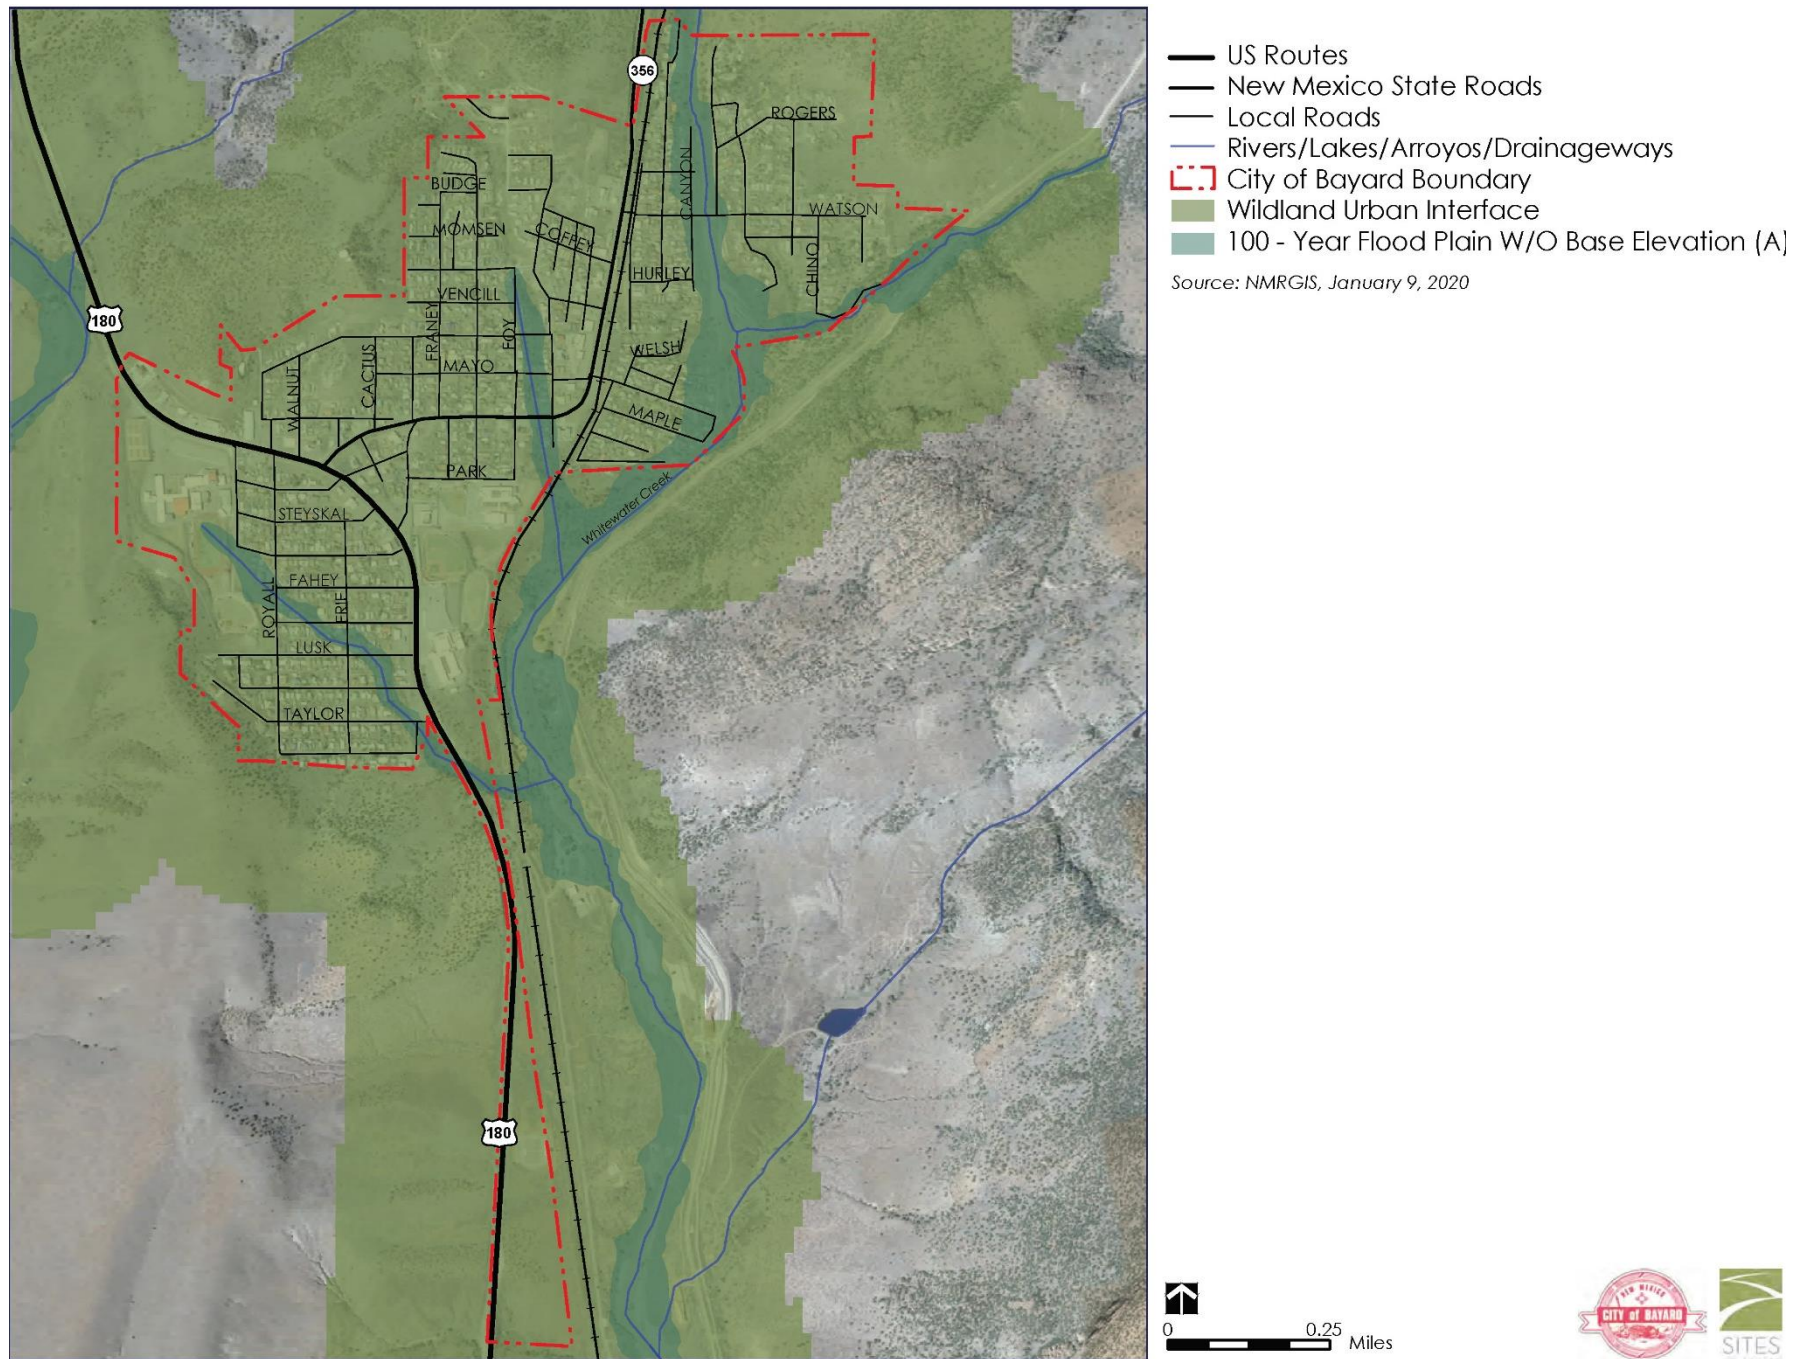 356
ROGERS
CANYON
BUDGE
WATSON
MOMSEN
COFFEY
CHINO
HURLEY
VENCILL
180
FRANEY
FOY
WELSH
MAYO
CACTUS
WALNUT
MAPLE
PARK
Whitewater Creek
STEYSKAL
FAHEY
ERIE
ROYALL
LUSK
TAYLOR
180
US Routes
New Mexico State Roads
Local Roads
Rivers/Lakes/Arroyos/Drainageways
City of Bayard Boundary
Wildland Urban Interface
100 - Year Flood Plain W/O Base Elevation (A)
Source: NMRGIS, January 9, 2020
0 0.25 Miles
NEW MEXICO
CITY of BAYARD
SITES